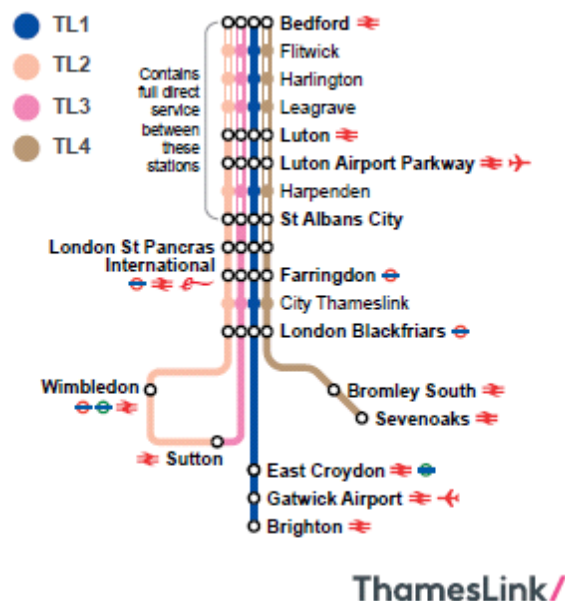 TL1
TL2
TL3
TL4
Contains
full direct
service
between
these
stations
Bedford
Flitwick
Harlington
Leagrave
Luton
Luton Airport Parkway
Harpenden
St Albans City
London St Pancras
International
Farringdon
City Thameslink
London Blackfriars
Wimbledon
Bromley South
Sevenoaks
Sutton
East Croydon
Gatwick Airport
Brighton
ThamesLink/